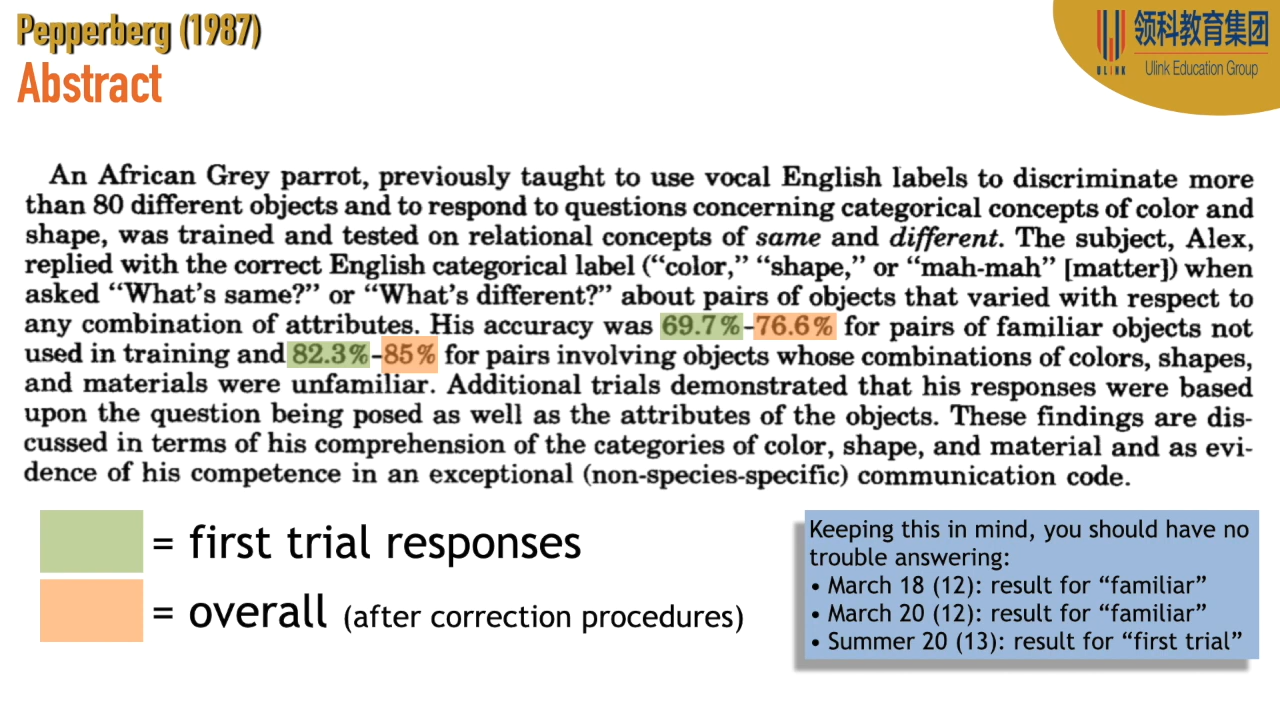 Pepperberg (1987)
Abstract
领科教育集团
ULINK
Ulink Education Group
An African Grey parrot, previously taught to use vocal English labels to discriminate more
than 80 different objects and to respond to questions concerning categorical concepts of color and
shape, was trained and tested on relational concepts of same and different. The subject, Alex,
replied with the correct English categorical label (“color,” “shape,” or “mah-mah” [matter]) when
asked “What’s same?” or “What’s different?” about pairs of objects that varied with respect to
any combination of attributes. His accuracy was 69.7%–76.6% for pairs of familiar objects not
used in training and 82.3%–85% for pairs involving objects whose combinations of colors, shapes,
and materials were unfamiliar. Additional trials demonstrated that his responses were based
upon the question being posed as well as the attributes of the objects. These findings are dis-
cussed in terms of his comprehension of the categories of color, shape, and material and as evi-
dence of his competence in an exceptional (non-species-specific) communication code.
= first trial responses
= overall (after correction procedures)
Keeping this in mind, you should have no
trouble answering:
• March 18 (12): result for “familiar”
• March 20 (12): result for “familiar”
• Summer 20 (13): result for “first trial”